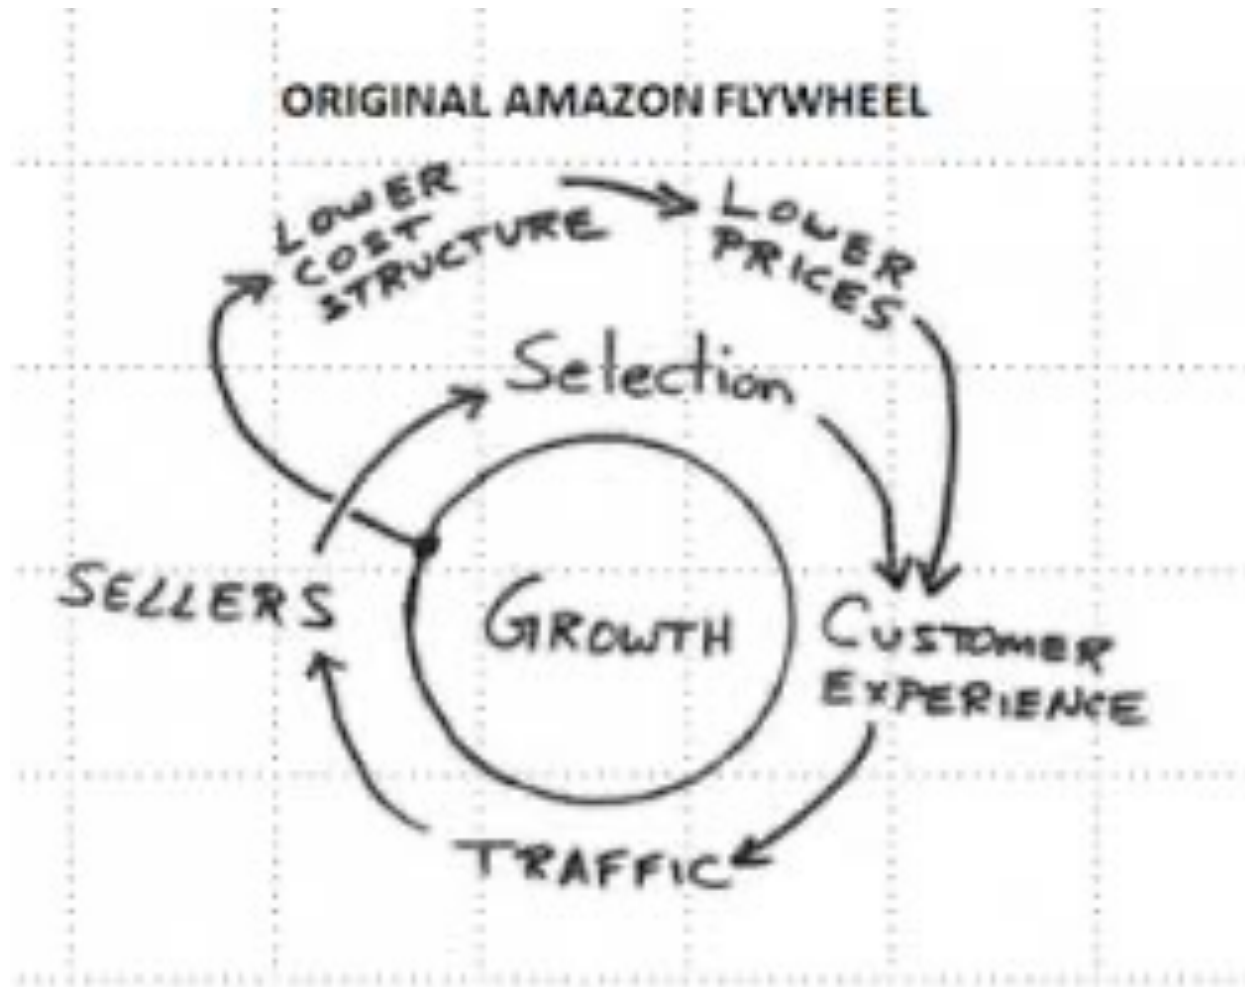 ORIGINAL AMAZON FLYWHEEL
LOWER
COST
STRUCTURE
LOWER
PRICES
Selection
SELLERS
GROWTH
CUSTOMER
EXPERIENCE
TRAFFIC